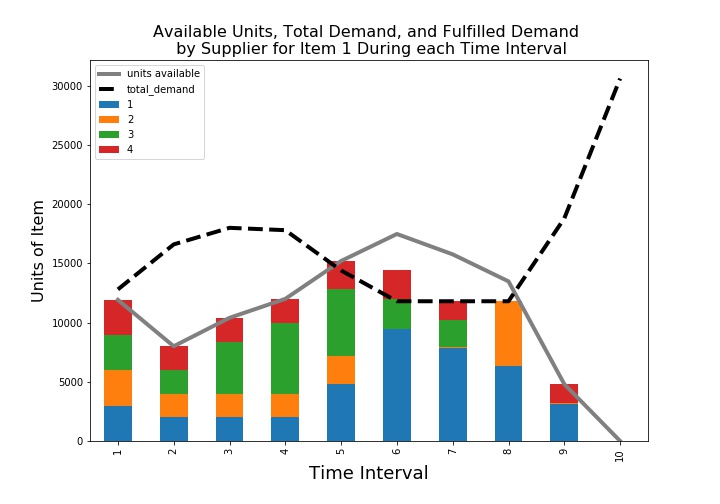 Available Units, Total Demand, and Fulfilled Demand
by Supplier for Item 1 During each Time Interval
units available
total_demand
1
2
3
4
30000
25000
20000
15000
10000
5000
0
Units of Item
1 2 3 4 5 6 7 8 9 10
Time Interval